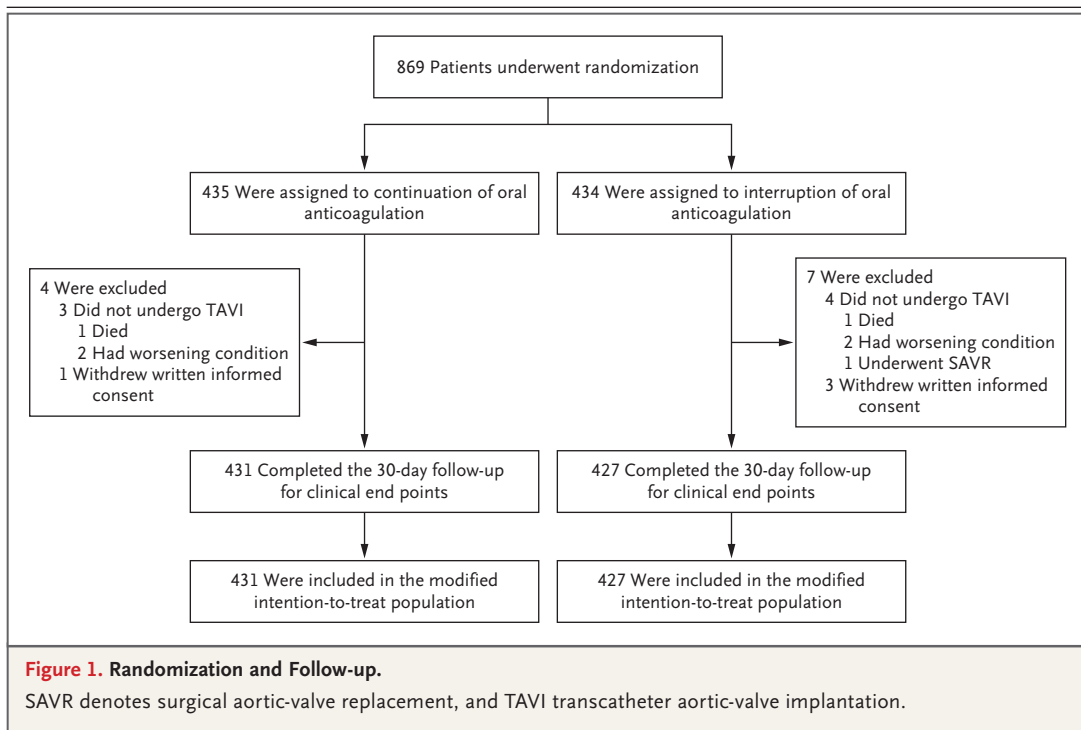 869 Patients underwent randomization
435 Were assigned to continuation of oral
anticoagulation
434 Were assigned to interruption of oral
anticoagulation
4 Were excluded
3 Did not undergo TAVI
1 Died
2 Had worsening condition
1 Withdrew written informed
consent
7 Were excluded
4 Did not undergo TAVI
1 Died
2 Had worsening condition
1 Underwent SAVR
3 Withdrew written informed
consent
431 Completed the 30-day follow-up
for clinical end points
427 Completed the 30-day follow-up
for clinical end points
431 Were included in the modified
intention-to-treat population
427 Were included in the modified
intention-to-treat population
Figure 1. Randomization and Follow-up.
SAVR denotes surgical aortic-valve replacement, and TAVI transcatheter aortic-valve implantation.